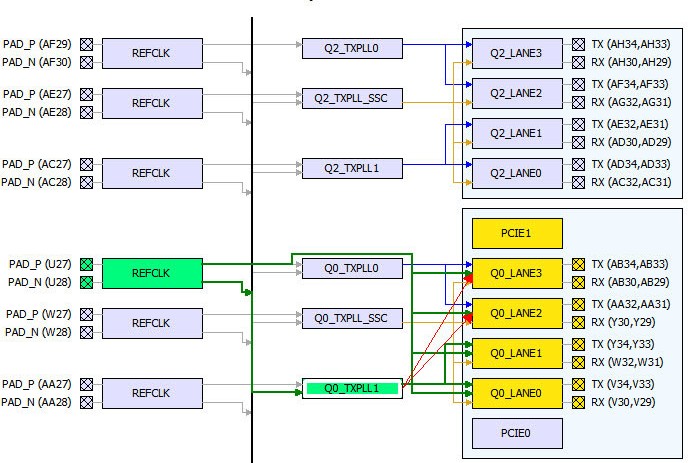 PAD_P (AF29)
PAD_N (AF30)
REFCLK
Q2_TXPLL0
Q2_LANE3
TX (AH34,AH33)
RX (AH30,AH29)
PAD_P (AE27)
PAD_N (AE28)
REFCLK
Q2_TXPLL_SSC
Q2_LANE2
TX (AF34,AF33)
RX (AG32,AG31)
Q2_LANE1
TX (AE32,AE31)
RX (AD30,AD29)
PAD_P (AC27)
PAD_N (AC28)
REFCLK
Q2_TXPLL1
Q2_LANE0
TX (AD34,AD33)
RX (AC32,AC31)
PCIE1
PAD_P (U27)
PAD_N (U28)
REFCLK
Q0_TXPLL0
Q0_LANE3
TX (AB34,AB33)
RX (AB30,AB29)
PAD_P (W27)
PAD_N (W28)
REFCLK
Q0_TXPLL_SSC
Q0_LANE2
TX (AA32,AA31)
RX (Y30,Y29)
Q0_LANE1
TX (Y34,Y33)
RX (W32,W31)
PAD_P (AA27)
PAD_N (AA28)
REFCLK
Q0_TXPLL1
Q0_LANE0
TX (V34,V33)
RX (V30,V29)
PCIE0